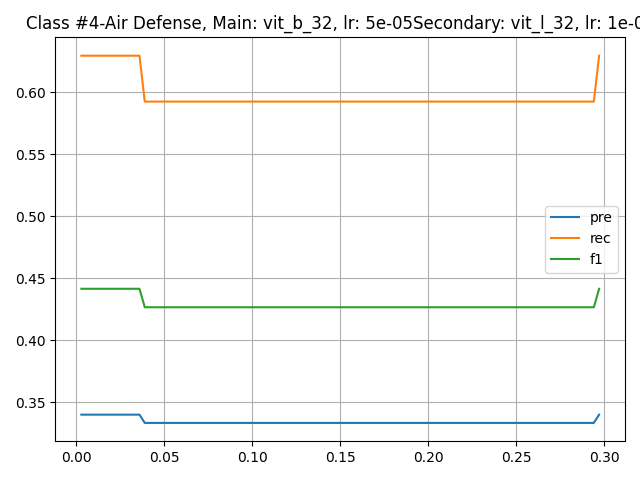 Class #4-Air Defense, Main: vit_b_32, lr: 5e-05Secondary: vit_l_32, lr: 1e-0
0.60
0.55
0.50
0.45
0.40
0.35
pre
rec
f1
0.00 0.05 0.10 0.15 0.20 0.25 0.30